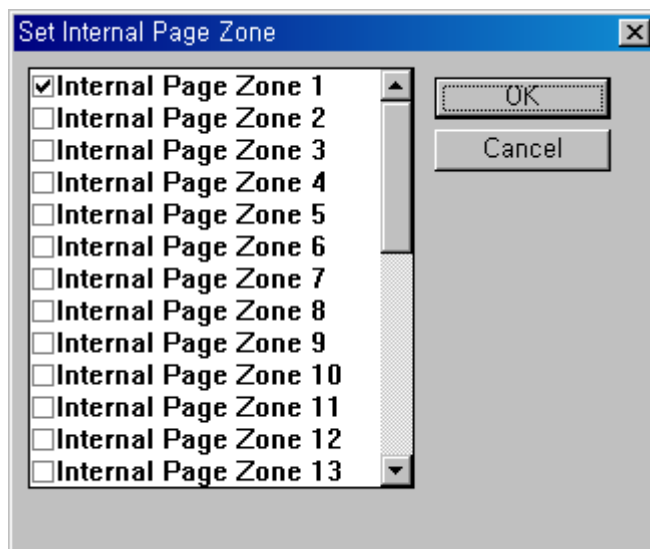 Set Internal Page Zone
Internal Page Zone 1
Internal Page Zone 2
Internal Page Zone 3
Internal Page Zone 4
Internal Page Zone 5
Internal Page Zone 6
Internal Page Zone 7
Internal Page Zone 8
Internal Page Zone 9
Internal Page Zone 10
Internal Page Zone 11
Internal Page Zone 12
Internal Page Zone 13
OK
Cancel